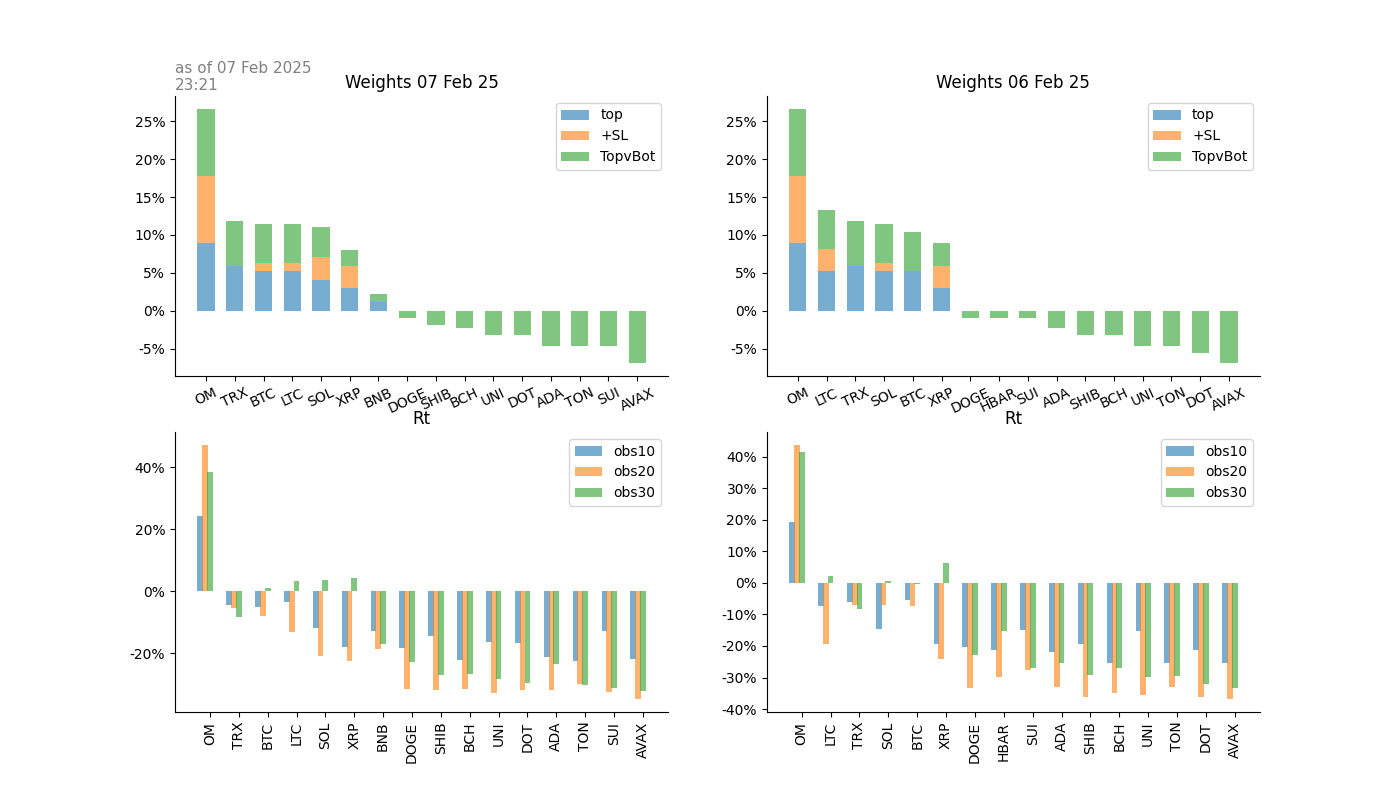 as of 07 Feb 2025
23:21
Weights 07 Feb 25
25%
20%
15%
10%
5%
0%
-5%
top
+SL
TopvBot
OM TRX BTC LTC SOL XRP BNB DOGE SHIB BCH UNI DOT ADA TON SUI AVAX
Weights 06 Feb 25
25%
20%
15%
10%
5%
0%
-5%
top
+SL
TopvBot
OM LTC TRX SOL BTC XRP DOGE HBAR SUI ADA SHIB BCH UNI TON DOT AVAX
Rt
40%
20%
0%
-20%
obs10
obs20
obs30
OM TRX BTC LTC SOL XRP BNB DOGE SHIB BCH UNI DOT ADA TON SUI AVAX
Rt
40%
30%
20%
10%
0%
-10%
-20%
-30%
-40%
obs10
obs20
obs30
OM LTC TRX SOL BTC XRP DOGE HBAR SUI ADA SHIB BCH UNI TON DOT AVAX